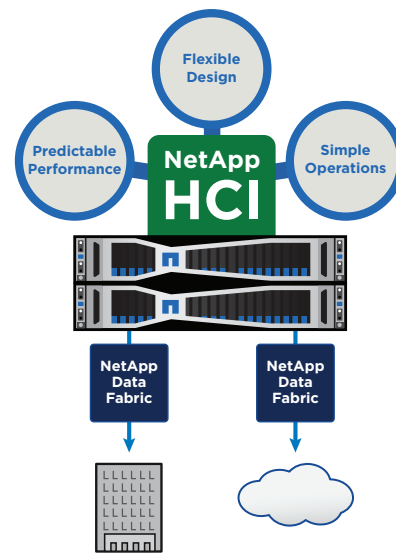 Flexible
Design
Predictable
Performance
NetApp
HCI
Simple
Operations
NetApp
Data
Fabric
NetApp
Data
Fabric